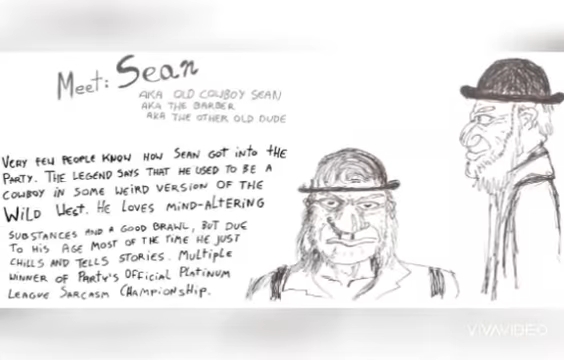 Meet: Sean
AKA OLD COWBOY SEAN
AKA THE BARBER
AKA THE OTHER OLD DUDE
VERY FEW PEOPLE KNOW HOW SEAN GOT INTO THE
PARTY. THE LEGEND SAYS THAT HE USED TO BE A
COWBOY IN SOME WEIRD VERSION OF THE
WILD WEST. HE LOVES MIND-ALTERING
SUBSTANCES AND A GOOD BRAWL, BUT DUE
TO HIS AGE MOST OF THE TIME HE JUST
CHILLS AND TELLS STORIES. MULTIPLE
WINNER OF PARTY'S OFFICIAL PLATINUM
LEAGUE SARCASM CHAMPIONSHIP.
VIVAVIDEO